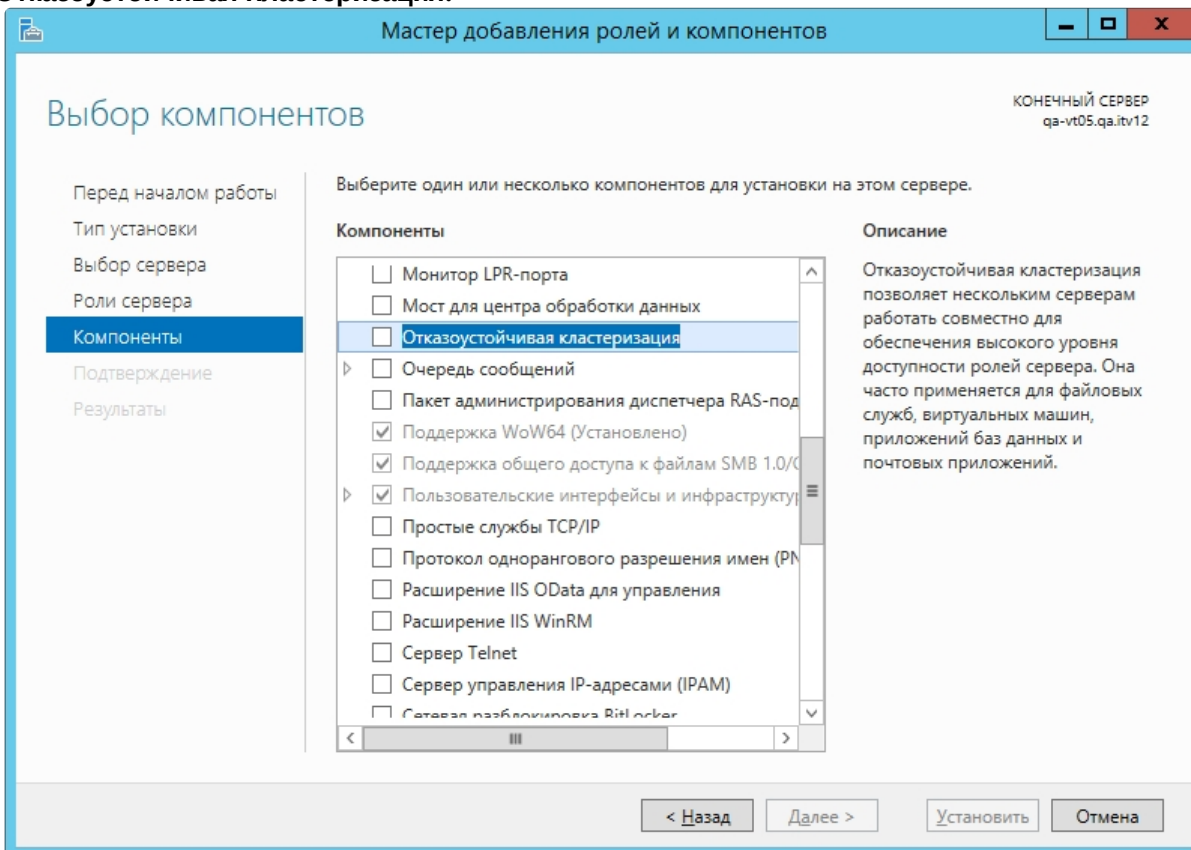 Отказоустойчивая кластеризация.
Мастер добавления ролей и компонентов
Выбор компонентов
КОНЕЧНЫЙ СЕРВЕР
qa-vt05.qa.itv12
Перед началом работы
Тип установки
Выбор сервера
Роли сервера
Компоненты
Подтверждение
Результаты
Выберите один или несколько компонентов для установки на этом сервере.
Компоненты
Монитор LPR-порта
Мост для центра обработки данных
Отказоустойчивая кластеризация
Очередь сообщений
Пакет администрирования диспетчера RAS-под
Поддержка WoW64 (Установлено)
Поддержка общего доступа к файлам SMB 1.0/C
Пользовательские интерфейсы и инфраструктур
Простые службы TCP/IP
Протокол однорангового разрешения имен (PN
Расширение IIS OData для управления
Расширение IIS WinRM
Сервер Telnet
Сервер управления IP-адресами (IPAM)
Сетевая разблокировка BitLocker
Описание
Отказоустойчивая кластеризация
позволяет нескольким серверам
работать совместно для
обеспечения высокого уровня
доступности ролей сервера. Она
часто применяется для файловых
служб, виртуальных машин,
приложений баз данных и
почтовых приложений.
< Назад
Далее >
Установить
Отмена